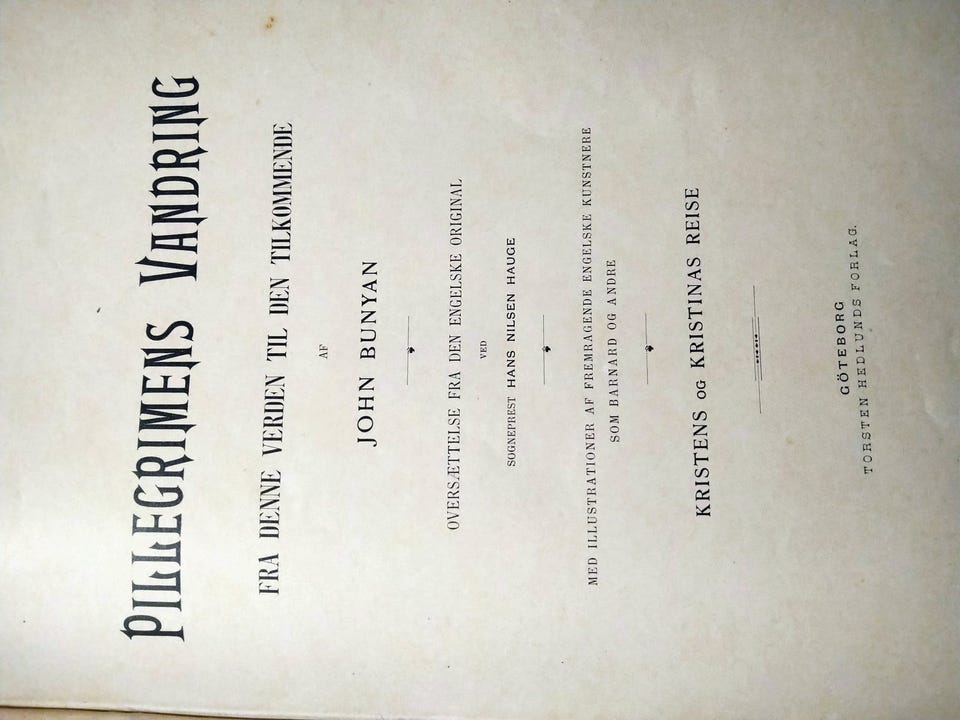 PILLEGRIMENS VANDRING
FRA DENNE VERDEN TIL DEN TILKOMMENDE
AF
JOHN BUNYAN
OVERSÆTTELSE FRA DEN ENGELSKE ORIGINAL
VED
SOGNEPREST HANS NILSEN HAUGE
MED ILLUSTRATIONER AF FREMRAGENDE ENGELSKE KUNSTNERE
SOM BARNARD OG ANDRE
KRISTENS OG KRISTINAS REISE
GÖTEBORG
TORSTEN HEDLUNDS FORLAG.